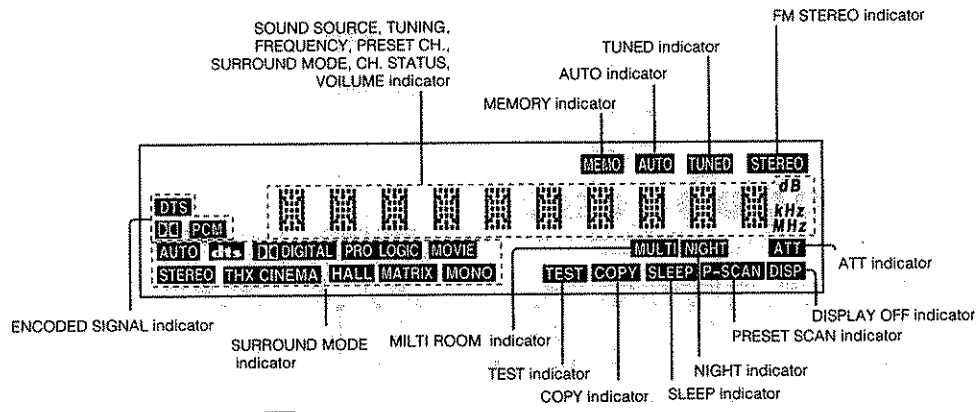 SOUND SOURCE, TUNING,
FREQUENCY, PRESET CH.,
SURROUND MODE, CH. STATUS,
VOILUME indicator
MEMORY indicator
AUTO indicator
TUNED indicator
FM STEREO indicator
MEMO AUTO TUNED STEREO
dB
kHz
MHz
DTS
DD PCM
AUTO dts DD DIGITAL PRO LOGIC MOVIE
MULTI NIGHT ATT
STEREO THX CINEMA HALL MATRIX MONO
TEST COPY SLEEP P-SCAN DISP
ENCODED SIGNAL indicator
SURROUND MODE
indicator
MILTI ROOM indicator
TEST indicator
COPY indicator
SLEEP indicator
NIGHT indicator
PRESET SCAN indicator
DISPLAY OFF indicator
ATT indicator